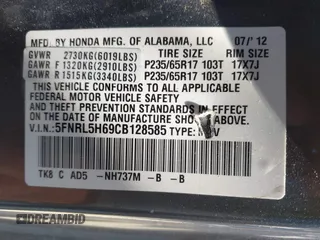 MFD. BY HONDA MFG. OF ALABAMA, LLC 07/'12
GVWR 2730KG(6019LBS) TIRE SIZE RIM SIZE
GAWR F 1320KG(2910LBS) P235/65R17 103T 17X7J
GAWR R 1515KG(3340LBS) P235/65R17 103T 17X7J
THIS VEHICLE CONFORMS TO ALL APPLICABLE
FEDERAL MOTOR VEHICLE SAFETY AND
THEFT PREVENTION STANDARDS IN EFFECT ON
THE DATE OF MANUFACTURE SHOWN ABOVE.
V.I.N: 5FNRL5H69CB128585 TYPE:
TK8 C AD5 -NH737M -B -B
DREAMBID